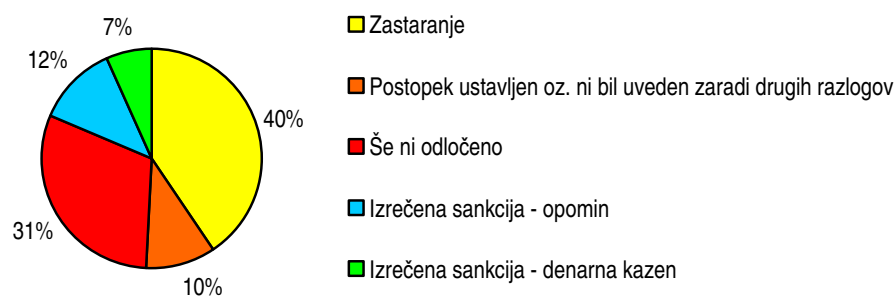 7%
12%
40%
31%
10%
Zastaranje
Postopek ustavljen oz. ni bil uveden zaradi drugih razlogov
Še ni odločeno
Izrečena sankcija - opomin
Izrečena sankcija - denarna kazen